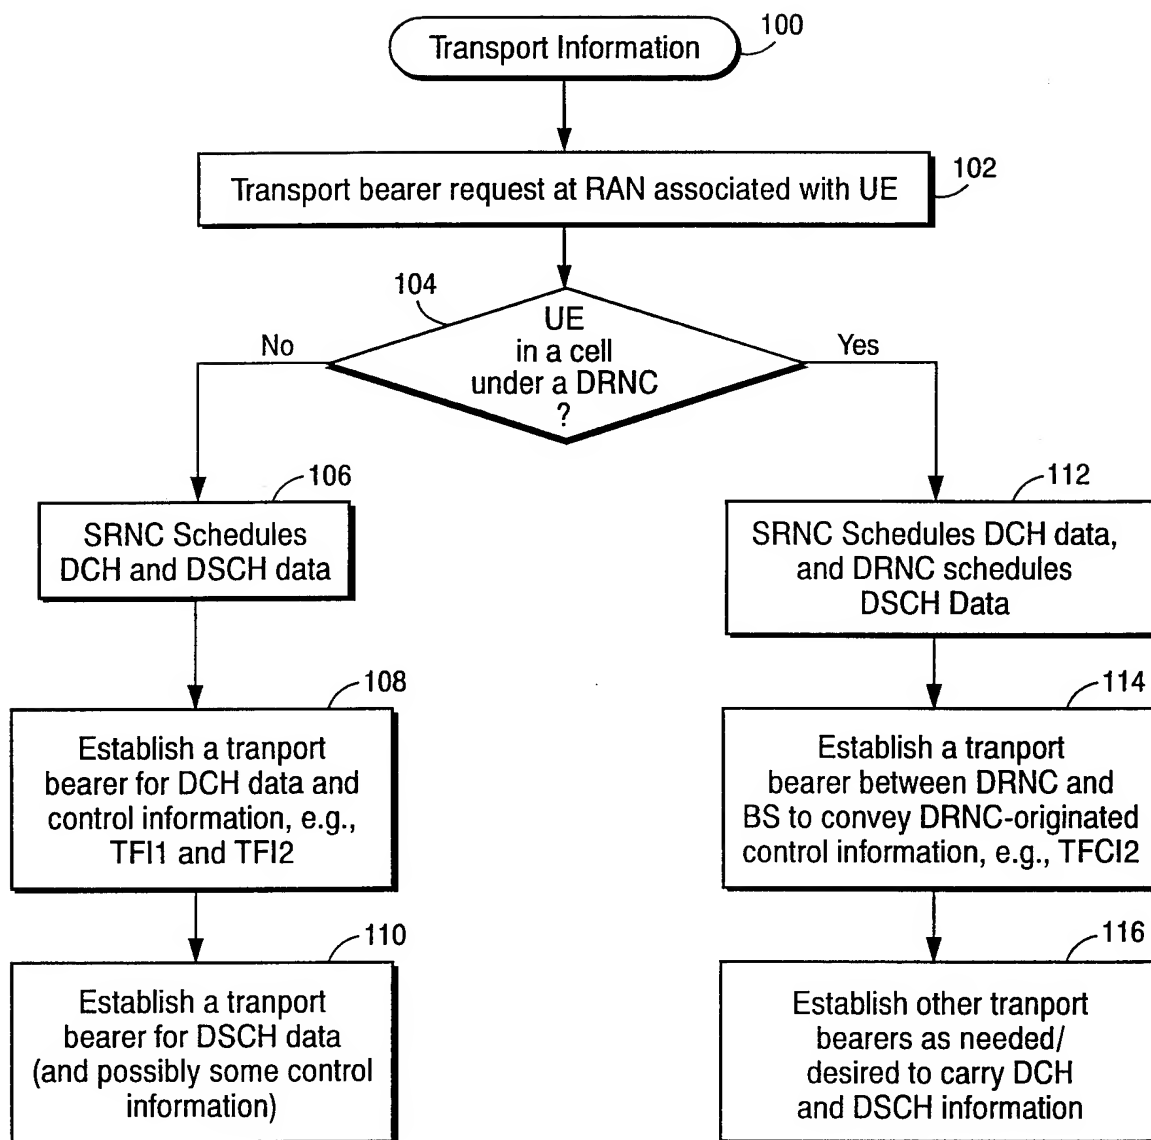 Transport Information
100
Transport bearer request at RAN associated with UE
102
104
UE
in a cell
under a DRNC
?
No
Yes
106
SRNC Schedules
DCH and DSCH data
108
Establish a tranport
bearer for DCH data and
control information, e.g.,
TFI1 and TFI2
110
Establish a tranport
bearer for DSCH data
(and possibly some control
information)
112
SRNC Schedules DCH data,
and DRNC schedules
DSCH Data
114
Establish a tranport
bearer between DRNC and
BS to convey DRNC-originated
control information, e.g., TFCI2
116
Establish other tranport
bearers as needed/
desired to carry DCH
and DSCH information